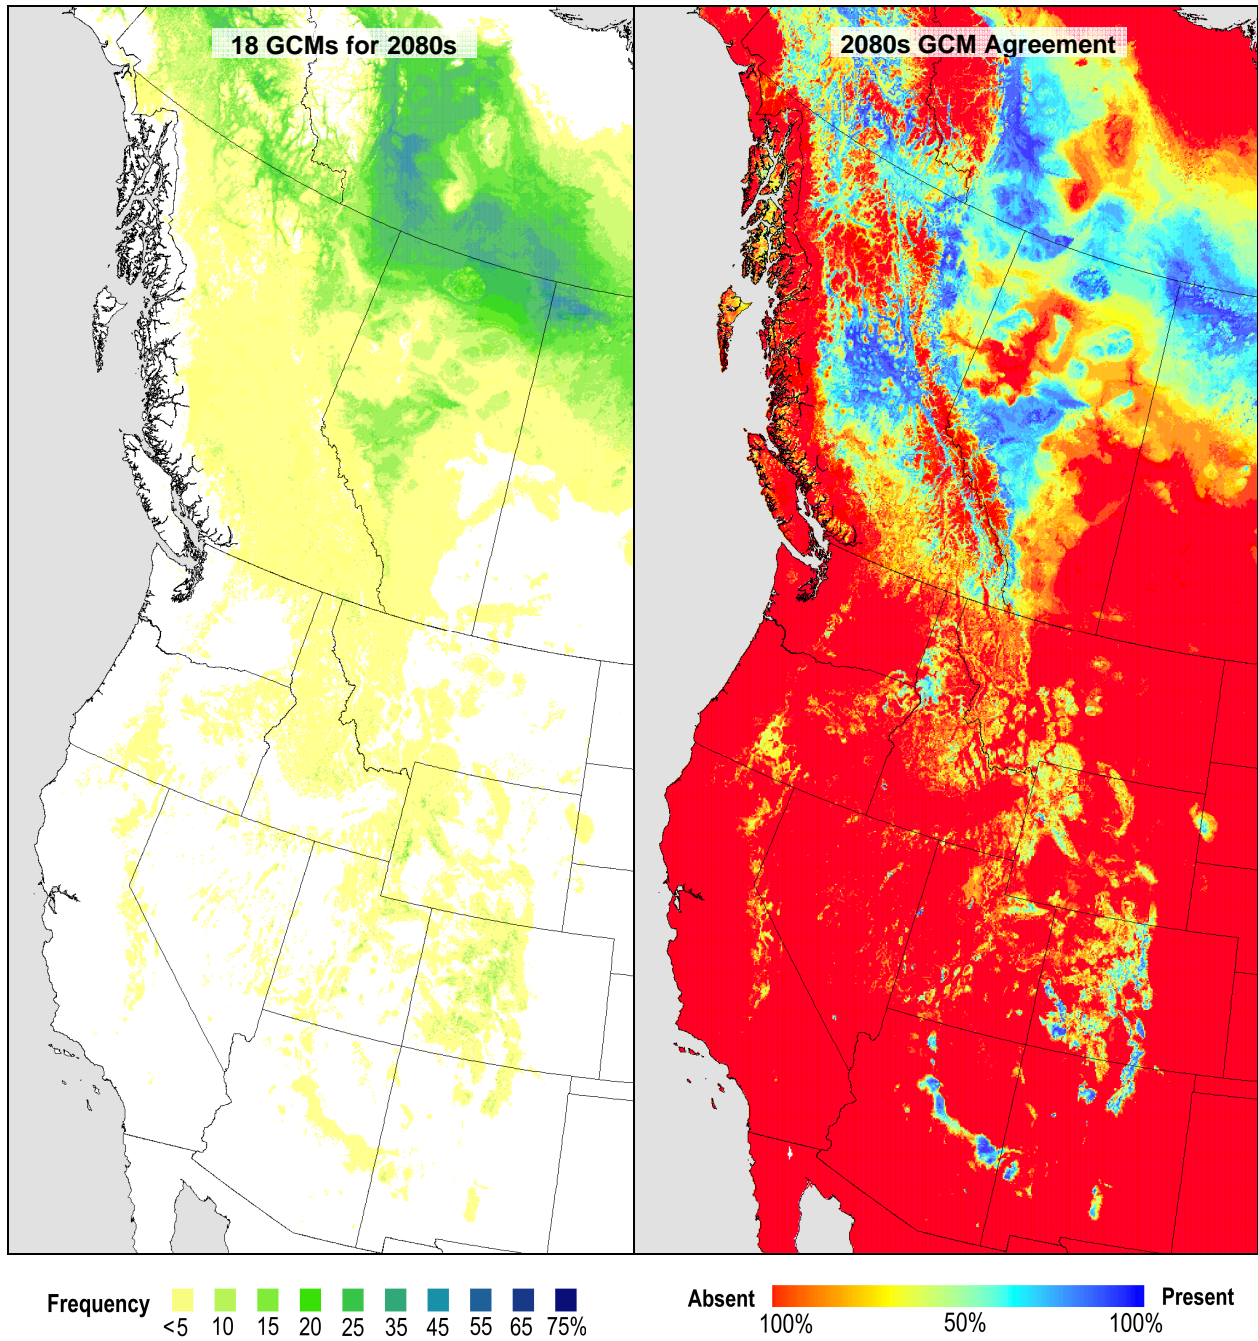 18 GCMs for 2080s
2080s GCM Agreement
Frequency
<5 10 15 20 25 35 45 55 65 75%
Absent Present
100% 50% 100%